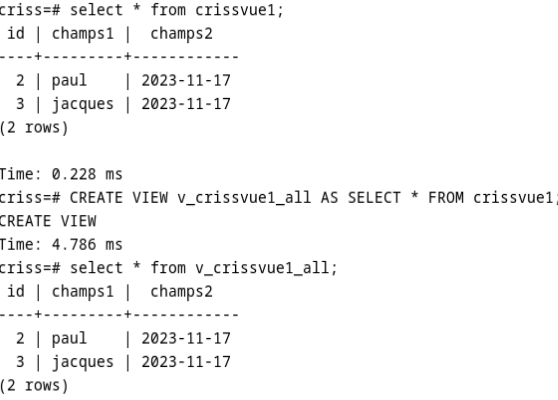 criss=# select * from crissvue1;
 id | champs1 |  champs2
----+---------+------------
  2 | paul    | 2023-11-17
  3 | jacques | 2023-11-17
(2 rows)

Time: 0.228 ms
criss=# CREATE VIEW v_crissvue1_all AS SELECT * FROM crissvue1;
CREATE VIEW
Time: 4.786 ms
criss=# select * from v_crissvue1_all;
 id | champs1 |  champs2
----+---------+------------
  2 | paul    | 2023-11-17
  3 | jacques | 2023-11-17
(2 rows)